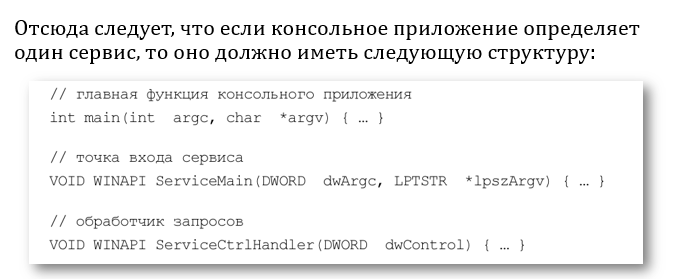 Отсюда следует, что если консольное приложение определяет
один сервис, то оно должно иметь следующую структуру:
// главная функция консольного приложения
int main(int argc, char *argv) { … }
// точка входа сервиса
VOID WINAPI ServiceMain(DWORD dwArgc, LPTSTR *lpszArgv) { … }
// обработчик запросов
VOID WINAPI ServiceCtrlHandler(DWORD dwControl) { … }